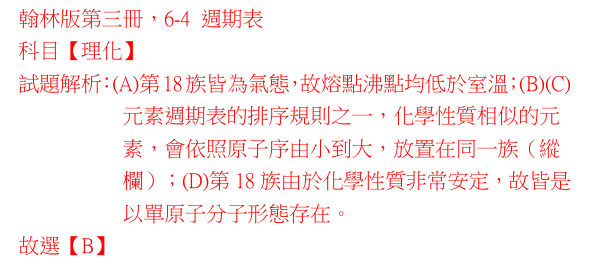 翰林版第三冊，6-4 週期表
科目【理化】
試題解析：(A)第 18 族皆為氣態，故熔點沸點均低於室溫；(B)(C)
元素週期表的排序規則之一，化學性質相似的元
素，會依照原子序由小到大，放置在同一族（縱
欄）；(D)第 18 族由於化學性質非常安定，故皆是
以單原子分子形態存在。
故選【B】